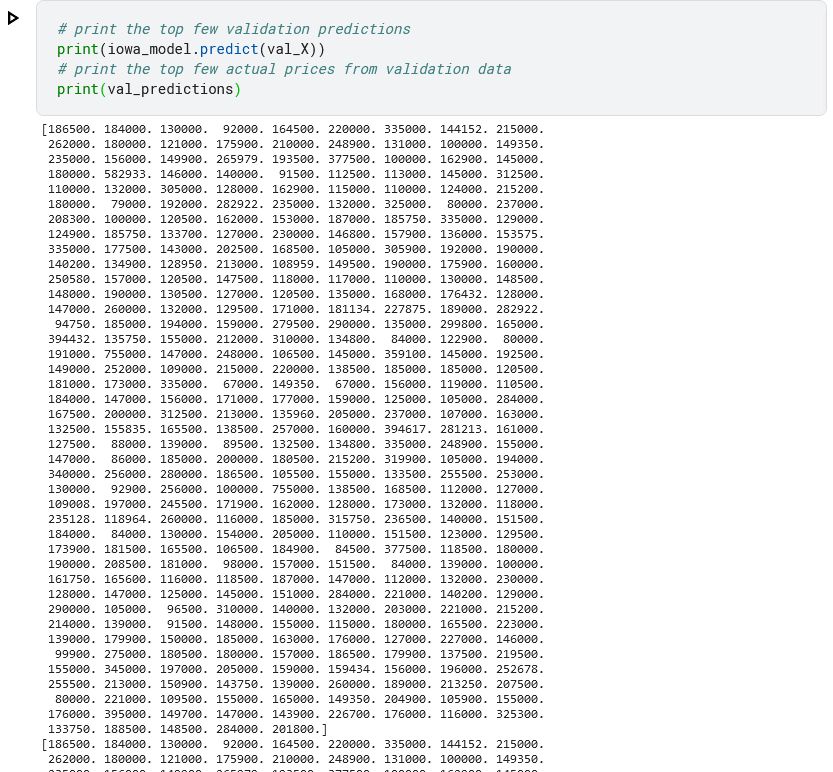 # print the top few validation predictions
print(iowa_model.predict(val_X))
# print the top few actual prices from validation data
print(val_predictions)
[186500. 184000. 130000.  92000. 164500. 220000. 335000. 144152. 215000.
262000. 180000. 121000. 175900. 210000. 248900. 131000. 100000. 149350.
235000. 156000. 149900. 265979. 193500. 377500. 100000. 162900. 145000.
180000. 582933. 146000. 140000.  91500. 112500. 113000. 145000. 312500.
110000. 132000. 305000. 128000. 162900. 115000. 110000. 124000. 215200.
180000.  79000. 192000. 282922. 235000. 132000. 325000.  80000. 237000.
208300. 100000. 120500. 162000. 153000. 187000. 185750. 335000. 129000.
124900. 185750. 133700. 127000. 230000. 146800. 157900. 136000. 153575.
335000. 177500. 143000. 202500. 168500. 105000. 305900. 192000. 190000.
140200. 134900. 128950. 213000. 108959. 149500. 190000. 175900. 160000.
250580. 157000. 120500. 147500. 118000. 117000. 110000. 130000. 148500.
148000. 190000. 130500. 127000. 120500. 135000. 168000. 176432. 128000.
147000. 260000. 132000. 129500. 171000. 181134. 227875. 189000. 282922.
94750. 185000. 194000. 159000. 279500. 290000. 135000. 299800. 165000.
394432. 135750. 155000. 212000. 310000. 134800.  84000. 122900.  80000.
191000. 755000. 147000. 248000. 106500. 145000. 359100. 145000. 192500.
149000. 252000. 109000. 215000. 220000. 138500. 185000. 185000. 120500.
181000. 173000. 335000.  67000. 149350.  67000. 156000. 119000. 110500.
184000. 147000. 156000. 171000. 177000. 159000. 125000. 105000. 284000.
167500. 200000. 312500. 213000. 135960. 205000. 237000. 107000. 163000.
132500. 155835. 165500. 138500. 257000. 160000. 394617. 281213. 161000.
127500.  88000. 139000.  89500. 132500. 134800. 335000. 248900. 155000.
147000.  86000. 185000. 200000. 180500. 215200. 319900. 105000. 194000.
340000. 256000. 280000. 186500. 105500. 155000. 133500. 255500. 253000.
130000.  92900. 256000. 100000. 755000. 138500. 168500. 112000. 127000.
109008. 197000. 245500. 171900. 162000. 128000. 173000. 132000. 118000.
235128. 118964. 260000. 116000. 185000. 315750. 236500. 140000. 151500.
184000.  84000. 130000. 154000. 205000. 110000. 151500. 123000. 129500.
173900. 181500. 165500. 106500. 184900.  84500. 377500. 118500. 180000.
190000. 208500. 181000.  98000. 157000. 151500.  84000. 139000. 100000.
161750. 165600. 116000. 118500. 187000. 147000. 112000. 132000. 230000.
128000. 147000. 125000. 145000. 151000. 284000. 221000. 140200. 129000.
290000. 105000.  96500. 310000. 140000. 132000. 203000. 221000. 215200.
214000. 139000.  91500. 148000. 155000. 115000. 180000. 165500. 223000.
139000. 179900. 150000. 185000. 163000. 176000. 127000. 227000. 146000.
99900. 275000. 180500. 180000. 157000. 186500. 179900. 137500. 219500.
155000. 345000. 197000. 205000. 159000. 159434. 156000. 196000. 252678.
255500. 213000. 150900. 143750. 139000. 260000. 189000. 213250. 207500.
80000. 221000. 109500. 155000. 165000. 149350. 204900. 105900. 155000.
176000. 395000. 149700. 147000. 143900. 226700. 176000. 116000. 325300.
133750. 188500. 148500. 284000. 201800.]
[186500. 184000. 130000.  92000. 164500. 220000. 335000. 144152. 215000.
262000. 180000. 121000. 175900. 210000. 248900. 131000. 100000. 149350.